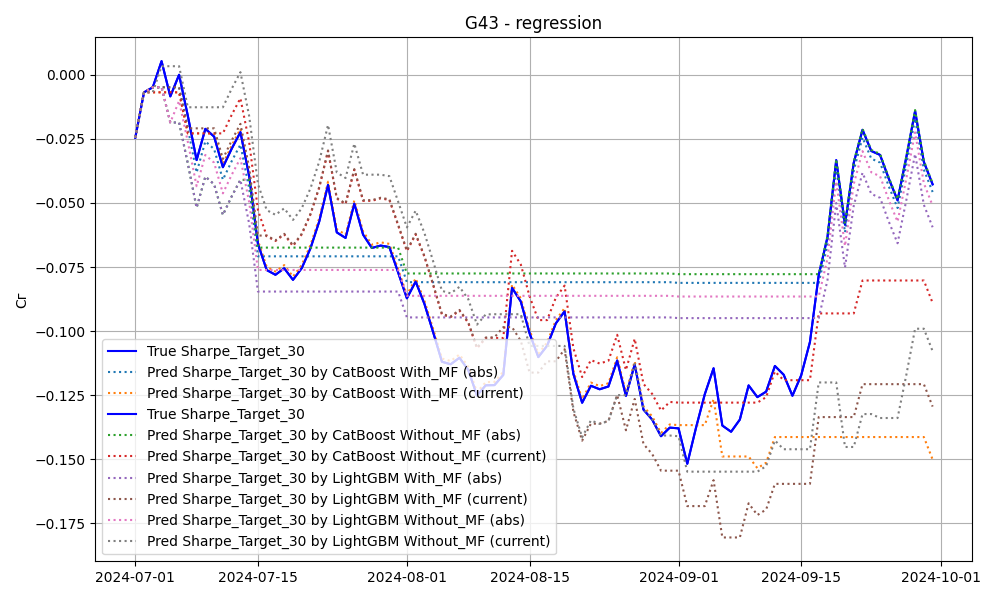 G43 - regression
Cr
0.000
−0.025
−0.050
−0.075
−0.100
−0.125
−0.150
−0.175
True Sharpe_Target_30
Pred Sharpe_Target_30 by CatBoost With_MF (abs)
Pred Sharpe_Target_30 by CatBoost With_MF (current)
True Sharpe_Target_30
Pred Sharpe_Target_30 by CatBoost Without_MF (abs)
Pred Sharpe_Target_30 by CatBoost Without_MF (current)
Pred Sharpe_Target_30 by LightGBM With_MF (abs)
Pred Sharpe_Target_30 by LightGBM With_MF (current)
Pred Sharpe_Target_30 by LightGBM Without_MF (abs)
Pred Sharpe_Target_30 by LightGBM Without_MF (current)
2024-07-01 2024-07-15 2024-08-01 2024-08-15 2024-09-01 2024-09-15 2024-10-01